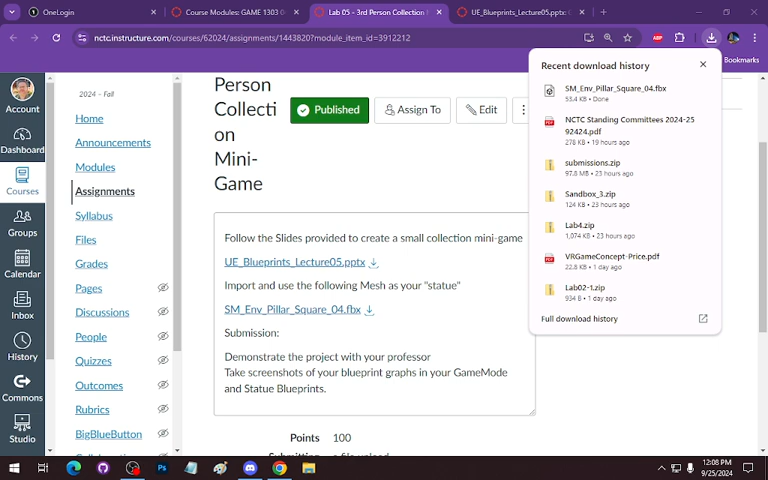 OneLogin
Course Modules: GAME 1303 0
Lab 05 - 3rd Person Collection M
UE_Blueprints_Lecture05.pptx: G
nctc.instructure.com/courses/62024/assignments/1443820?module_item_id=3912212
ABP
Bookmarks
Account
Dashboard
Courses
Groups
Calendar
Inbox
History
Commons
Studio
2024 - Fall
Home
Announcements
Modules
Assignments
Syllabus
Files
Grades
Pages
Discussions
People
Quizzes
Outcomes
Rubrics
BigBlueButton
Person
Collecti
on
Mini-
Game
Published
Assign To
Edit
Follow the Slides provided to create a small collection mini-game
UE_Blueprints_Lecture05.pptx
Import and use the following Mesh as your "statue"
SM_Env_Pillar_Square_04.fbx
Submission:
Demonstrate the project with your professor
Take screenshots of your blueprint graphs in your GameMode
and Statue Blueprints.
Points 100
Submitting a file upload
Recent download history
SM_Env_Pillar_Square_04.fbx
53.4 KB • Done
NCTC Standing Committees 2024-25
92424.pdf
278 KB • 19 hours ago
submissions.zip
97.8 MB • 23 hours ago
Sandbox_3.zip
124 KB • 23 hours ago
Lab4.zip
1,074 KB • 23 hours ago
VRGameConcept-Price.pdf
22.8 KB • 1 day ago
Lab02-1.zip
934 B • 1 day ago
Full download history
12:08 PM
9/25/2024